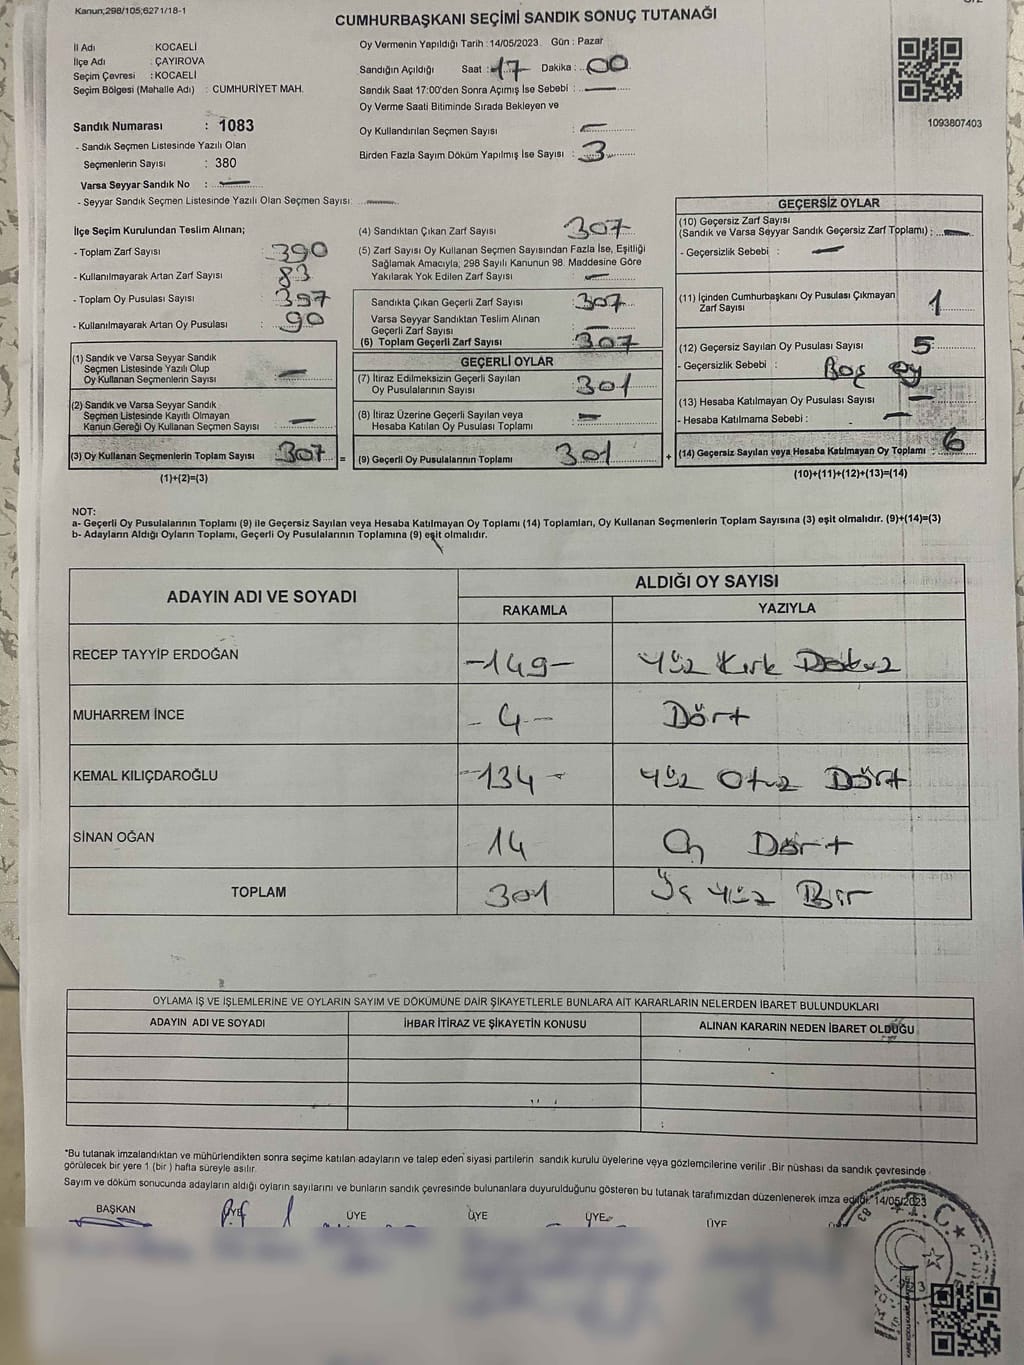 Kanun;298/105;6271/18-1
CUMHURBAŞKANI SEÇİMİ SANDIK SONUÇ TUTANAĞI
İl Adı KOCAELİ
İlçe Adı : ÇAYIROVA
Seçim Çevresi : KOCAELİ
Seçim Bölgesi (Mahalle Adı) : CUMHURİYET MAH.
Sandık Numarası : 1083
- Sandık Seçmen Listesinde Yazılı Olan
Seçmenlerin Sayısı : 380
Varsa Seyyar Sandık No : —
- Seyyar Sandık Seçmen Listesinde Yazılı Olan Seçmen Sayısı: —
Oy Vermenin Yapıldığı Tarih :14/05/2023 Gün : Pazar
Sandığın Açıldığı Saat : 17 Dakika : 00
Sandık Saat 17:00'den Sonra Açımış İse Sebebi : —
Oy Verme Saati Bitiminde Sırada Bekleyen ve
Oy Kullandırılan Seçmen Sayısı : —
Birden Fazla Sayım Döküm Yapılmış İse Sayısı : 3
1093807403
İlçe Seçim Kurulundan Teslim Alınan;
- Toplam Zarf Sayısı : 390
- Kullanılmayarak Artan Zarf Sayısı : 83
- Toplam Oy Pusulası Sayısı : 397
- Kullanılmayarak Artan Oy Pusulası : 90
(1) Sandık ve Varsa Seyyar Sandık
Seçmen Listesinde Yazılı Olup
Oy Kullanan Seçmenlerin Sayısı : —
(2) Sandık ve Varsa Seyyar Sandık
Seçmen Listesinde Kayıtlı Olmayan
Kanun Gereği Oy Kullanan Seçmen Sayısı : —
(3) Oy Kullanan Seçmenlerin Toplam Sayısı : 307 =
(1)+(2)=(3)
(4) Sandıktan Çıkan Zarf Sayısı : 307
(5) Zarf Sayısı Oy Kullanan Seçmen Sayısından Fazla İse, Eşitliği
Sağlamak Amacıyla; 298 Sayılı Kanunun 98. Maddesine Göre
Yakılarak Yok Edilen Zarf Sayısı : —
Sandıkta Çıkan Geçerli Zarf Sayısı : 307
Varsa Seyyar Sandıktan Teslim Alınan
Geçerli Zarf Sayısı : —
(6) Toplam Geçerli Zarf Sayısı : 307
GEÇERLİ OYLAR
(7) İtiraz Edilmeksizin Geçerli Sayılan
Oy Pusulalarının Sayısı : 301
(8) İtiraz Üzerine Geçerli Sayılan veya
Hesaba Katılan Oy Pusulası Toplamı : —
(9) Geçerli Oy Pusulalarının Toplamı : 301 +
GEÇERSİZ OYLAR
(10) Geçersiz Zarf Sayısı
(Sandık ve Varsa Seyyar Sandık Geçersiz Zarf Toplamı) : —
- Geçersizlik Sebebi : —
(11) İçinden Cumhurbaşkanı Oy Pusulası Çıkmayan
Zarf Sayısı : 1
(12) Geçersiz Sayılan Oy Pusulası Sayısı : 5
- Geçersizlik Sebebi : Boş oy
(13) Hesaba Katılmayan Oy Pusulası Sayısı : —
- Hesaba Katılmama Sebebi : —
(14) Geçersiz Sayılan veya Hesaba Katılmayan Oy Toplamı : 6
(10)+(11)+(12)+(13)=(14)
NOT:
a- Geçerli Oy Pusulalarının Toplamı (9) ile Geçersiz Sayılan veya Hesaba Katılmayan Oy Toplamı (14) Toplamları, Oy Kullanan Seçmenlerin Toplam Sayısına (3) eşit olmalıdır. (9)+(14)=(3)
b- Adayların Aldığı Oyların Toplamı, Geçerli Oy Pusulalarının Toplamına (9) eşit olmalıdır.
ADAYIN ADI VE SOYADI ALDIĞI OY SAYISI
RAKAMLA YAZIYLA
RECEP TAYYİP ERDOĞAN -149- Yüz Kırk Dokuz
MUHARREM İNCE -4- Dört
KEMAL KILIÇDAROĞLU -134- Yüz Otuz Dört
SİNAN OĞAN 14 On Dört
TOPLAM 301 Üç Yüz Bir
OYLAMA İŞ VE İŞLEMLERİNE VE OYLARIN SAYIM VE DÖKÜMÜNE DAİR ŞİKAYETLERLE BUNLARA AİT KARARLARIN NELERDEN İBARET BULUNDUKLARI
ADAYIN ADI VE SOYADI İHBAR İTİRAZ VE ŞİKAYETİN KONUSU ALINAN KARARIN NEDEN İBARET OLDUĞU
*Bu tutanak imzalandıktan ve mühürlendikten sonra seçime katılan adayların ve talep eden siyasi partilerin sandık kurulu üyelerine veya gözlemcilerine verilir .Bir nüshası da sandık çevresinde
görülecek bir yere 1 (bir ) hafta süreyle asılır.
Sayım ve döküm sonucunda adayların aldığı oyların sayılarını ve bunların sandık çevresinde bulunanlara duyurulduğunu gösteren bu tutanak tarafımızdan düzenlenerek imza edildi. 14/05/2023
BAŞKAN ÜYE ÜYE ÜYE ÜYE ÜYE
T.C.